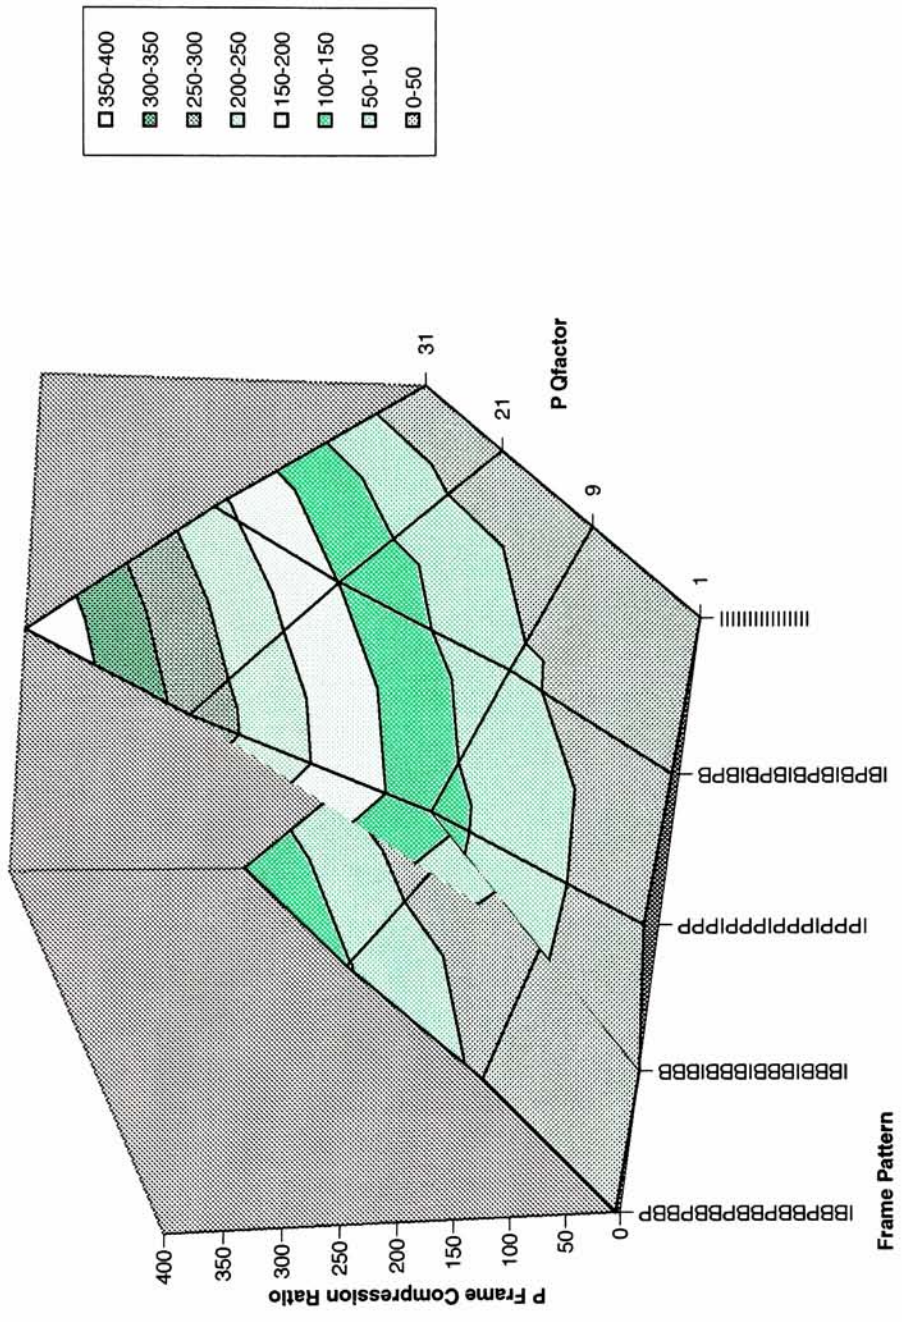 350-400
300-350
250-300
200-250
150-200
100-150
50-100
0-50
400
350
300
250
200
150
100
50
0
P Frame Compression Ratio
IBBPBBPBBPBBPBBP
IBBBIBBBIBBBIBBB
IPPPIPPPIPPPIPPP
IBPBIBPBIBPBIBPB
IIIIIIIIIIIIIIII
Frame Pattern
1
9
21
31
P Qfactor